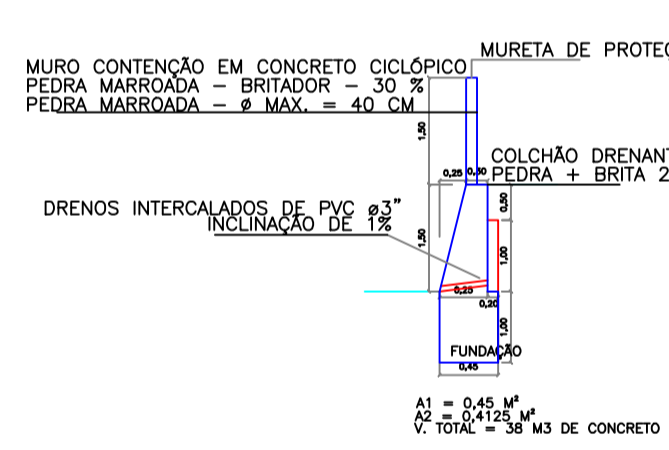 MURETA DE PROTEÇ
MURO CONTENÇÃO EM CONCRETO CICLÓPICO
PEDRA MARROADA – BRITADOR – 30 %
PEDRA MARROADA – Ø MAX. = 40 CM
1,50
COLCHÃO DRENANT
0,25 0,30
PEDRA + BRITA 2
DRENOS INTERCALADOS DE PVC ø3"
INCLINAÇÃO DE 1%
0,50
1,50
1,00
0,25
0,20
1,00
FUNDAÇÃO
0,45
A1 = 0,45 M²
A2 = 0,4125 M²
V. TOTAL = 38 M3 DE CONCRETO